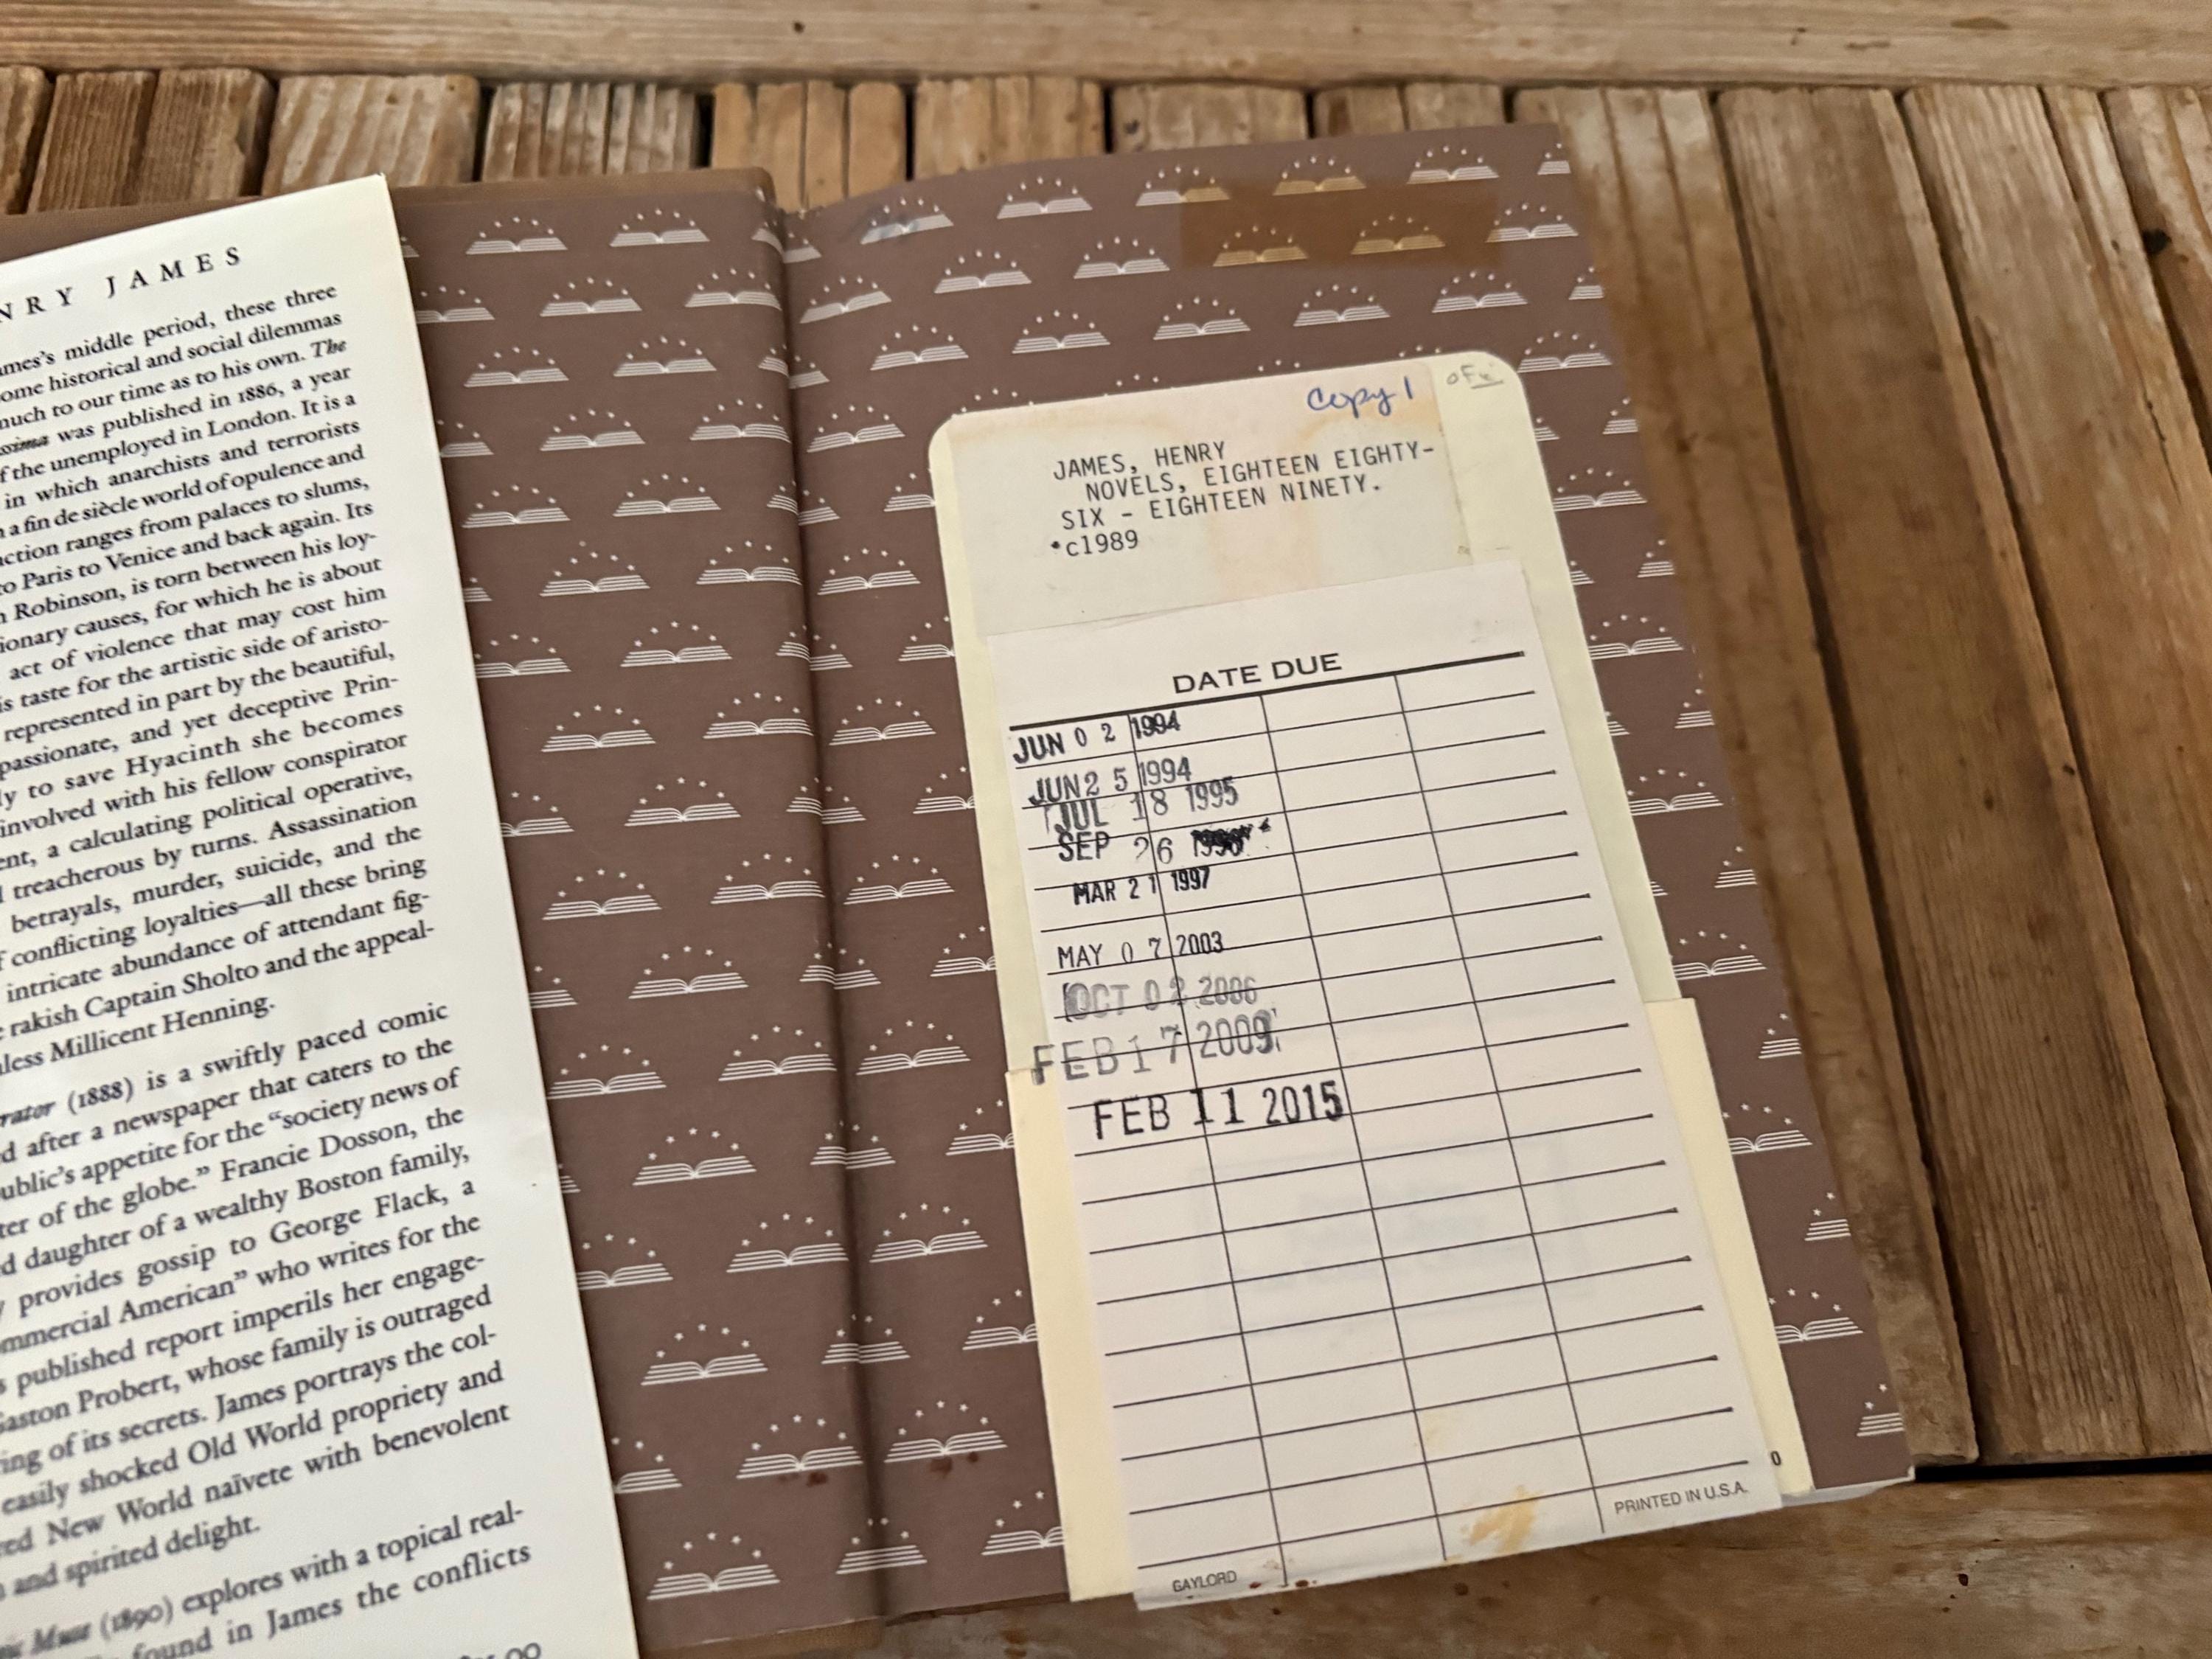 NRY JAMES
ames's middle period, these three
ome historical and social dilemmas
much to our time as to his own. The
ssima was published in 1886, a year
f the unemployed in London. It is a
in which anarchists and terrorists
a fin de siècle world of opulence and
action ranges from palaces to slums,
to Paris to Venice and back again. Its
Robinson, is torn between his loy-
ionary causes, for which he is about
act of violence that may cost him
is taste for the artistic side of aristo-
represented in part by the beautiful,
passionate, and yet deceptive Prin-
ly to save Hyacinth she becomes
involved with his fellow conspirator
ent, a calculating political operative,
treacherous by turns. Assassination
betrayals, murder, suicide, and the
f conflicting loyalties—all these bring
intricate abundance of attendant fig-
e rakish Captain Sholto and the appeal-
less Millicent Henning.
rator (1888) is a swiftly paced comic
d after a newspaper that caters to the
ublic's appetite for the "society news of
ter of the globe." Francie Dosson, the
d daughter of a wealthy Boston family,
y provides gossip to George Flack, a
mmercial American" who writes for the
s published report imperils her engage-
Gaston Probert, whose family is outraged
ring of its secrets. James portrays the col-
easily shocked Old World propriety and
red New World naïvete with benevolent
and spirited delight.
Muse (1890) explores with a topical real-
found in James the conflicts
Copy 1
JAMES, HENRY
NOVELS, EIGHTEEN EIGHTY-
SIX - EIGHTEEN NINETY.
•c1989
DATE DUE
JUN 02 1994
JUN 25 1994
JUL 18 1995
SEP 26
MAR 21 1997
MAY 07 2003
OCT 02 2006
FEB 17 2009
FEB 11 2015
GAYLORD
PRINTED IN U.S.A.